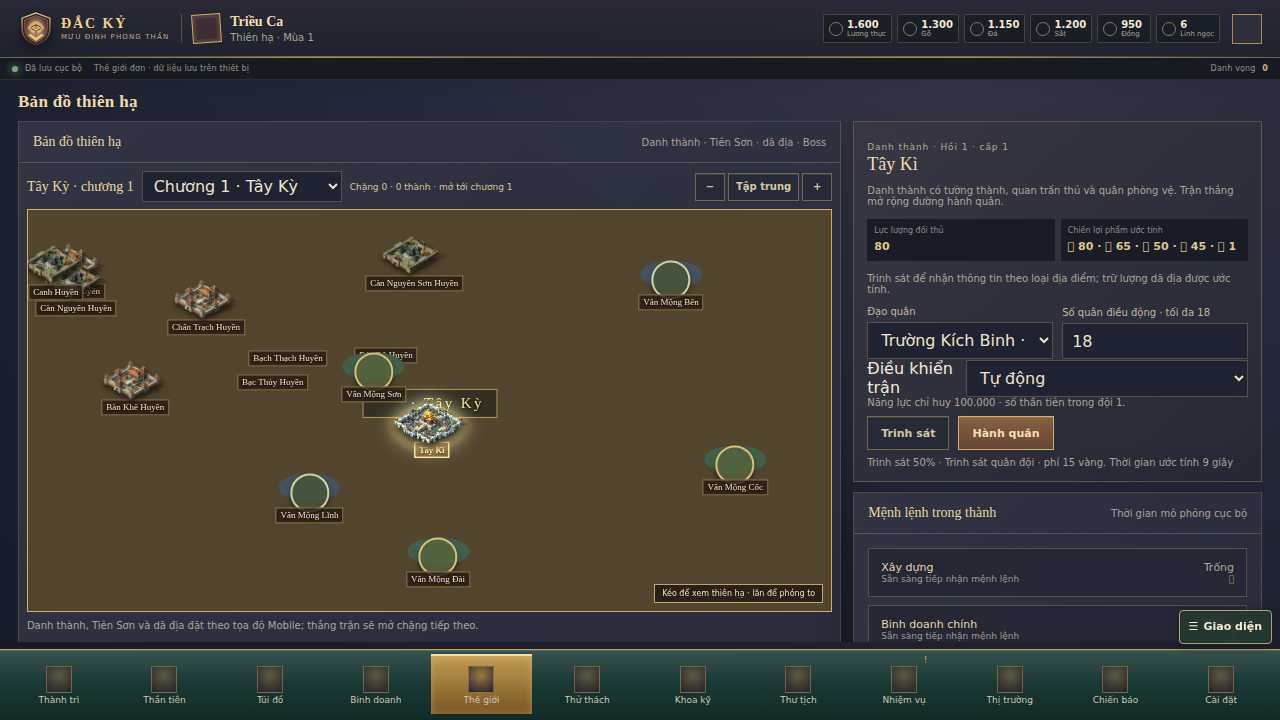 ĐẮC KỲ
MƯU ĐỊNH PHONG THẦN
Triều Ca
Thiên hạ · Mùa 1
1.600
Lương thực
1.300
Gỗ
1.150
Đá
1.200
Sắt
950
Đồng
6
Linh ngọc
Đã lưu cục bộ
Thế giới đơn · dữ liệu lưu trên thiết bị
Danh vọng 0
Bản đồ thiên hạ
Bản đồ thiên hạ
Danh thành · Tiên Sơn · dã địa · Boss
Tây Kỳ · chương 1
Chương 1 · Tây Kỳ
Chặng 0 · 0 thành · mở tới chương 1
−
Tập trung
+
Càn Nguyên Sơn Huyện
Vân Mộng Bên
Canh Huyện
Càn Nguyên Huyện
Chấn Trạch Huyện
Bạch Thạch Huyện
Huyện
Bạc Thủy Huyện
Vân Mộng Sơn
Bàn Khê Huyện
· Tây Kỳ
Tây Kì
Vân Mộng Cốc
Vân Mộng Lĩnh
Vân Mộng Đài
Kéo để xem thiên hạ · lăn để phóng to
Danh thành, Tiên Sơn và dã địa đặt theo tọa độ Mobile; thắng trận sẽ mở chặng tiếp theo.
Danh thành · Hồi 1 · cấp 1
Tây Kì
Danh thành có tường thành, quan trấn thủ và quân phòng vệ. Trận thắng
mở rộng đường hành quân.
Lực lượng đối thủ
80
Chiến lợi phẩm ước tính
80 · 65 · 50 · 45 · 1
Trinh sát để nhận thông tin theo loại địa điểm; trữ lượng dã địa được ước
tính.
Đạo quân
Số quân điều động · tối đa 18
Trường Kích Binh ·
18
Điều khiển
trận
Tự động
Năng lực chỉ huy 100.000 · số thần tiên trong đội 1.
Trinh sát
Hành quân
Trinh sát 50% · Trinh sát quân đội · phí 15 vàng. Thời gian ước tính 9 giây
Mệnh lệnh trong thành
Thời gian mô phỏng cục bộ
Xây dựng
Sẵn sàng tiếp nhận mệnh lệnh
Trống
Binh doanh chính
Sẵn sàng tiếp nhận mệnh lệnh
☰ Giao diện
Thành trì
Thần tiên
Túi đồ
Binh doanh
Thế giới
Thử thách
Khoa kỹ
Thư tịch
!
Nhiệm vụ
Thị trường
Chiến báo
Cài đặt